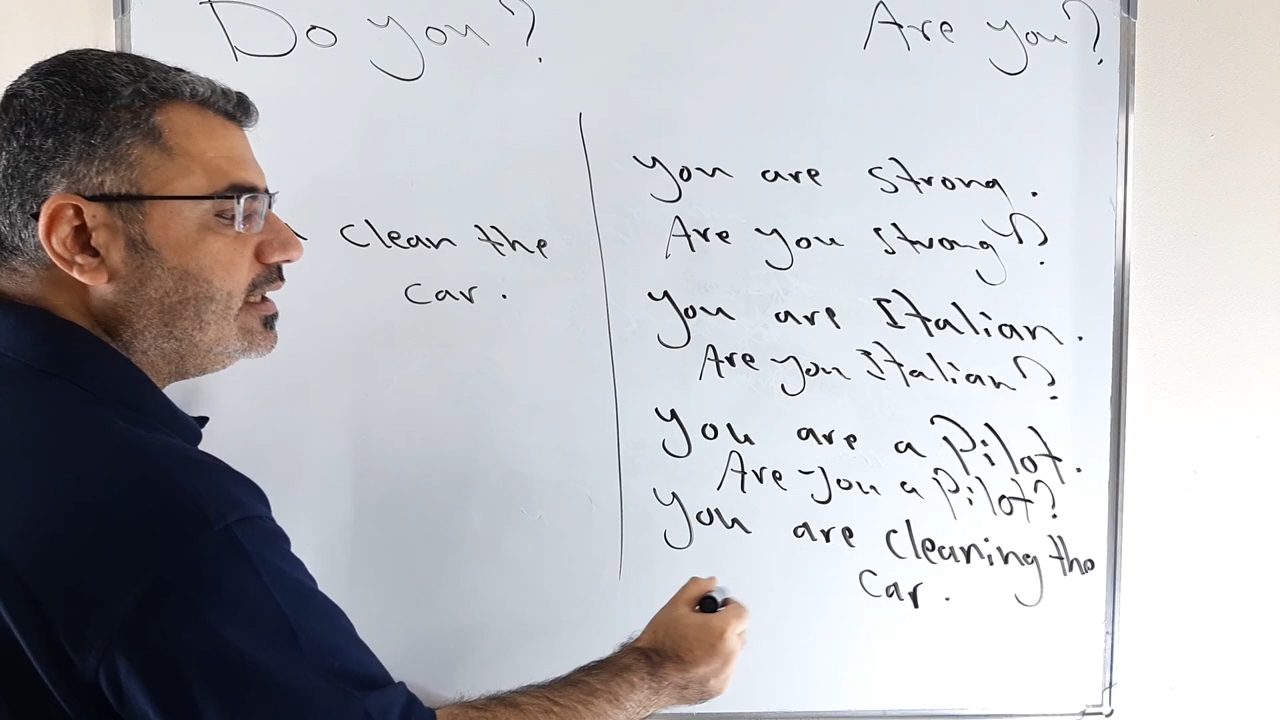 Do you?
Are you?
clean the
car.
you are strong.
Are you strong?
you are Italian.
Are you Italian?
you are a Pilot.
Are you a Pilot?
you are cleaning the
car.